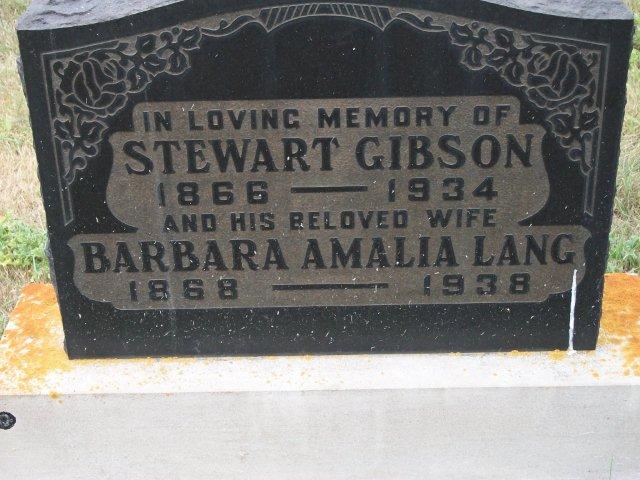 IN LOVING MEMORY OF
STEWART GIBSON
1866 — 1934
AND HIS BELOVED WIFE
BARBARA AMALIA LANG
1868 — 1938